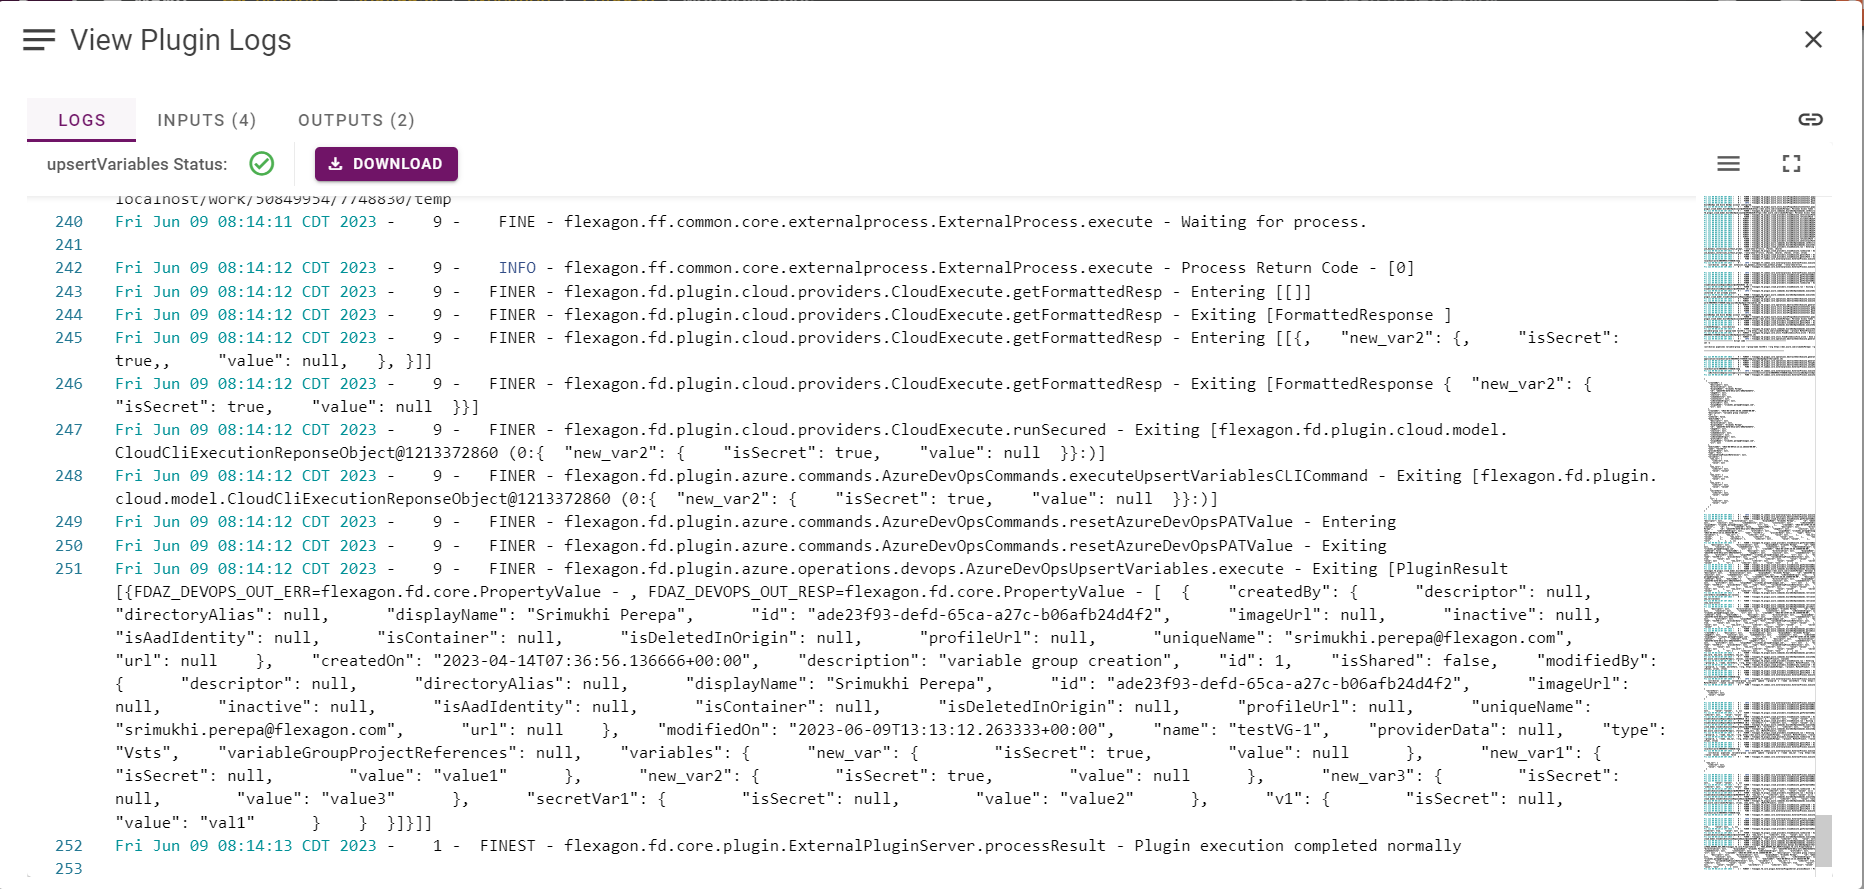 View Plugin Logs
LOGS INPUTS (4) OUTPUTS (2)
upsertVariables Status: DOWNLOAD
localhost/work/50849954/7748830/temp
240 Fri Jun 09 08:14:11 CDT 2023 - 9 - FINE - flexagon.ff.common.core.externalprocess.ExternalProcess.execute - Waiting for process.
241
242 Fri Jun 09 08:14:12 CDT 2023 - 9 - INFO - flexagon.ff.common.core.externalprocess.ExternalProcess.execute - Process Return Code - [0]
243 Fri Jun 09 08:14:12 CDT 2023 - 9 - FINER - flexagon.fd.plugin.cloud.providers.CloudExecute.getFormattedResp - Entering [[]]
244 Fri Jun 09 08:14:12 CDT 2023 - 9 - FINER - flexagon.fd.plugin.cloud.providers.CloudExecute.getFormattedResp - Exiting [FormattedResponse ]
245 Fri Jun 09 08:14:12 CDT 2023 - 9 - FINER - flexagon.fd.plugin.cloud.providers.CloudExecute.getFormattedResp - Entering [[{, "new_var2": {, "isSecret":
true,, "value": null, }, }]]
246 Fri Jun 09 08:14:12 CDT 2023 - 9 - FINER - flexagon.fd.plugin.cloud.providers.CloudExecute.getFormattedResp - Exiting [FormattedResponse { "new_var2": {
"isSecret": true, "value": null }}]
247 Fri Jun 09 08:14:12 CDT 2023 - 9 - FINER - flexagon.fd.plugin.cloud.providers.CloudExecute.runSecured - Exiting [flexagon.fd.plugin.cloud.model.
CloudCliExecutionReponseObject@1213372860 (0:{ "new_var2": { "isSecret": true, "value": null }}:)]
248 Fri Jun 09 08:14:12 CDT 2023 - 9 - FINER - flexagon.fd.plugin.azure.commands.AzureDevOpsCommands.executeUpsertVariablesCLICommand - Exiting [flexagon.fd.plugin.
cloud.model.CloudCliExecutionReponseObject@1213372860 (0:{ "new_var2": { "isSecret": true, "value": null }}:)]
249 Fri Jun 09 08:14:12 CDT 2023 - 9 - FINER - flexagon.fd.plugin.azure.commands.AzureDevOpsCommands.resetAzureDevOpsPATValue - Entering
250 Fri Jun 09 08:14:12 CDT 2023 - 9 - FINER - flexagon.fd.plugin.azure.commands.AzureDevOpsCommands.resetAzureDevOpsPATValue - Exiting
251 Fri Jun 09 08:14:12 CDT 2023 - 9 - FINER - flexagon.fd.plugin.azure.operations.devops.AzureDevOpsUpsertVariables.execute - Exiting [PluginResult
[{FDAZ_DEVOPS_OUT_ERR=flexagon.fd.core.PropertyValue - , FDAZ_DEVOPS_OUT_RESP=flexagon.fd.core.PropertyValue - [ { "createdBy": { "descriptor": null,
"directoryAlias": null, "displayName": "Srimukhi Perepa", "id": "ade23f93-defd-65ca-a27c-b06afb24d4f2", "imageUrl": null, "inactive": null,
"isAadIdentity": null, "isContainer": null, "isDeletedInOrigin": null, "profileUrl": null, "uniqueName": "srimukhi.perepa@flexagon.com",
"url": null }, "createdOn": "2023-04-14T07:36:56.136666+00:00", "description": "variable group creation", "id": 1, "isShared": false, "modifiedBy":
{ "descriptor": null, "directoryAlias": null, "displayName": "Srimukhi Perepa", "id": "ade23f93-defd-65ca-a27c-b06afb24d4f2", "imageUrl":
null, "inactive": null, "isAadIdentity": null, "isContainer": null, "isDeletedInOrigin": null, "profileUrl": null, "uniqueName":
"srimukhi.perepa@flexagon.com", "url": null }, "modifiedOn": "2023-06-09T13:13:12.263333+00:00", "name": "testVG-1", "providerData": null, "type":
"Vsts", "variableGroupProjectReferences": null, "variables": { "new_var": { "isSecret": true, "value": null }, "new_var1": {
"isSecret": null, "value": "value1" }, "new_var2": { "isSecret": true, "value": null }, "new_var3": { "isSecret":
null, "value": "value3" }, "secretVar1": { "isSecret": null, "value": "value2" }, "v1": { "isSecret": null,
"value": "val1" } } }]}]]
252 Fri Jun 09 08:14:13 CDT 2023 - 1 - FINEST - flexagon.fd.core.plugin.ExternalPluginServer.processResult - Plugin execution completed normally
253